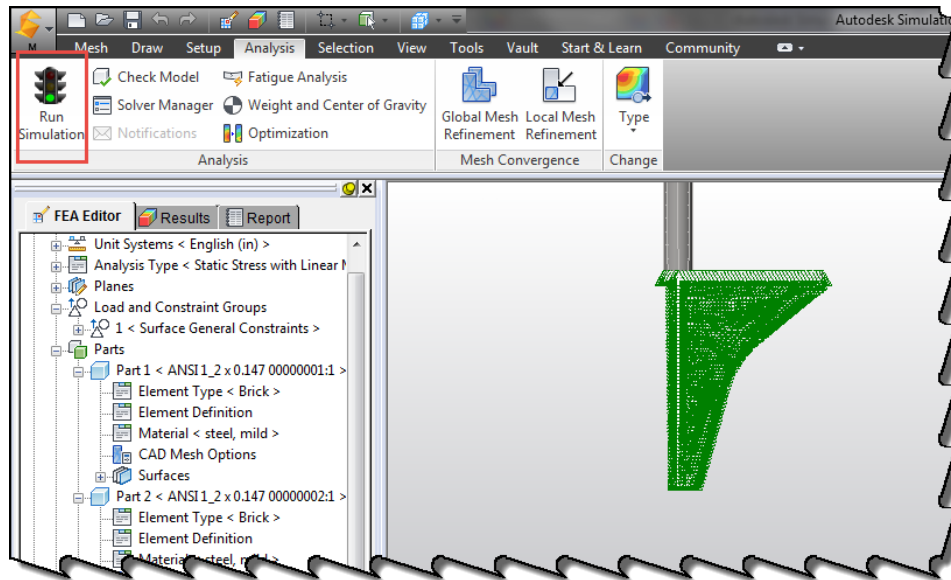 Autodesk Simulatio
M Mesh Draw Setup Analysis Selection View Tools Vault Start & Learn Community
Run
Simulation
Check Model
Solver Manager
Notifications
Fatigue Analysis
Weight and Center of Gravity
Optimization
Analysis
Global Mesh
Refinement
Local Mesh
Refinement
Mesh Convergence
Type
Change
FEA Editor Results Report
Unit Systems < English (in) >
Analysis Type < Static Stress with Linear
Planes
Load and Constraint Groups
1 < Surface General Constraints >
Parts
Part 1 < ANSI 1_2 x 0.147 00000001:1 >
Element Type < Brick >
Element Definition
Material < steel, mild >
CAD Mesh Options
Surfaces
Part 2 < ANSI 1_2 x 0.147 00000002:1 >
Element Type < Brick >
Element Definition
Material < steel, mild >